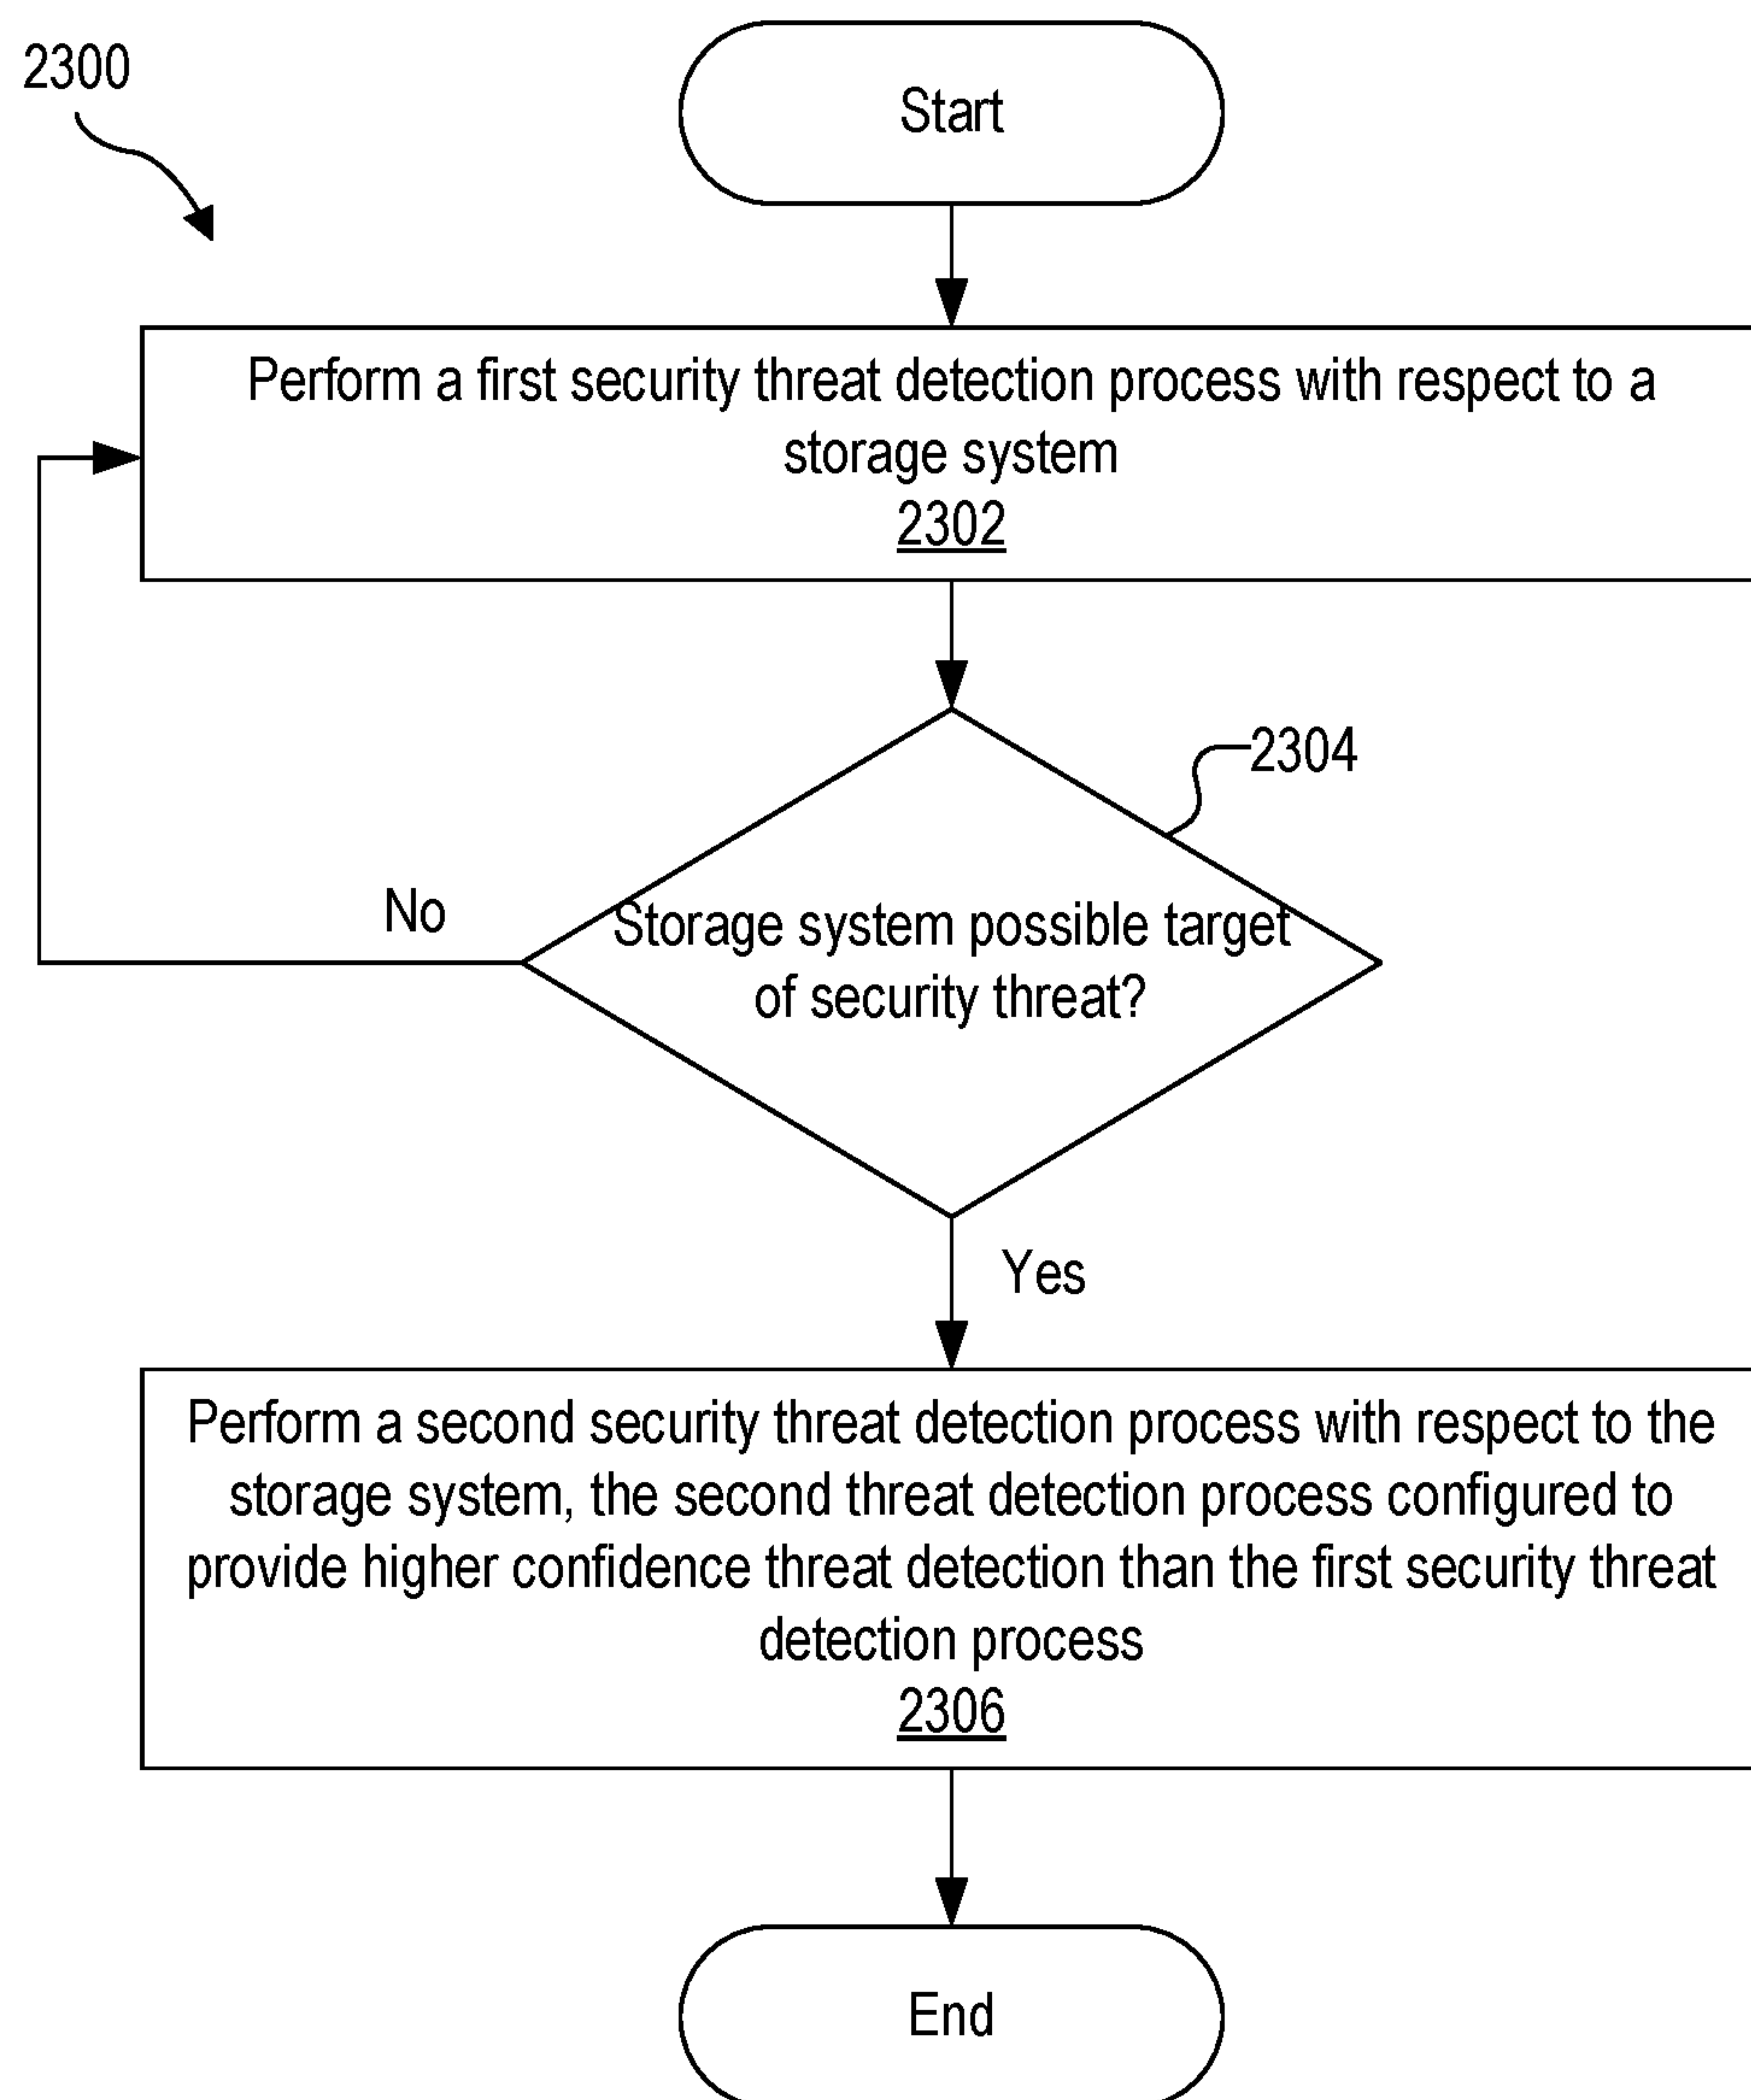 2300
Start
Perform a first security threat detection process with respect to a
storage system
2302
2304
No
Storage system possible target
of security threat?
Yes
Perform a second security threat detection process with respect to the
storage system, the second threat detection process configured to
provide higher confidence threat detection than the first security threat
detection process
2306
End